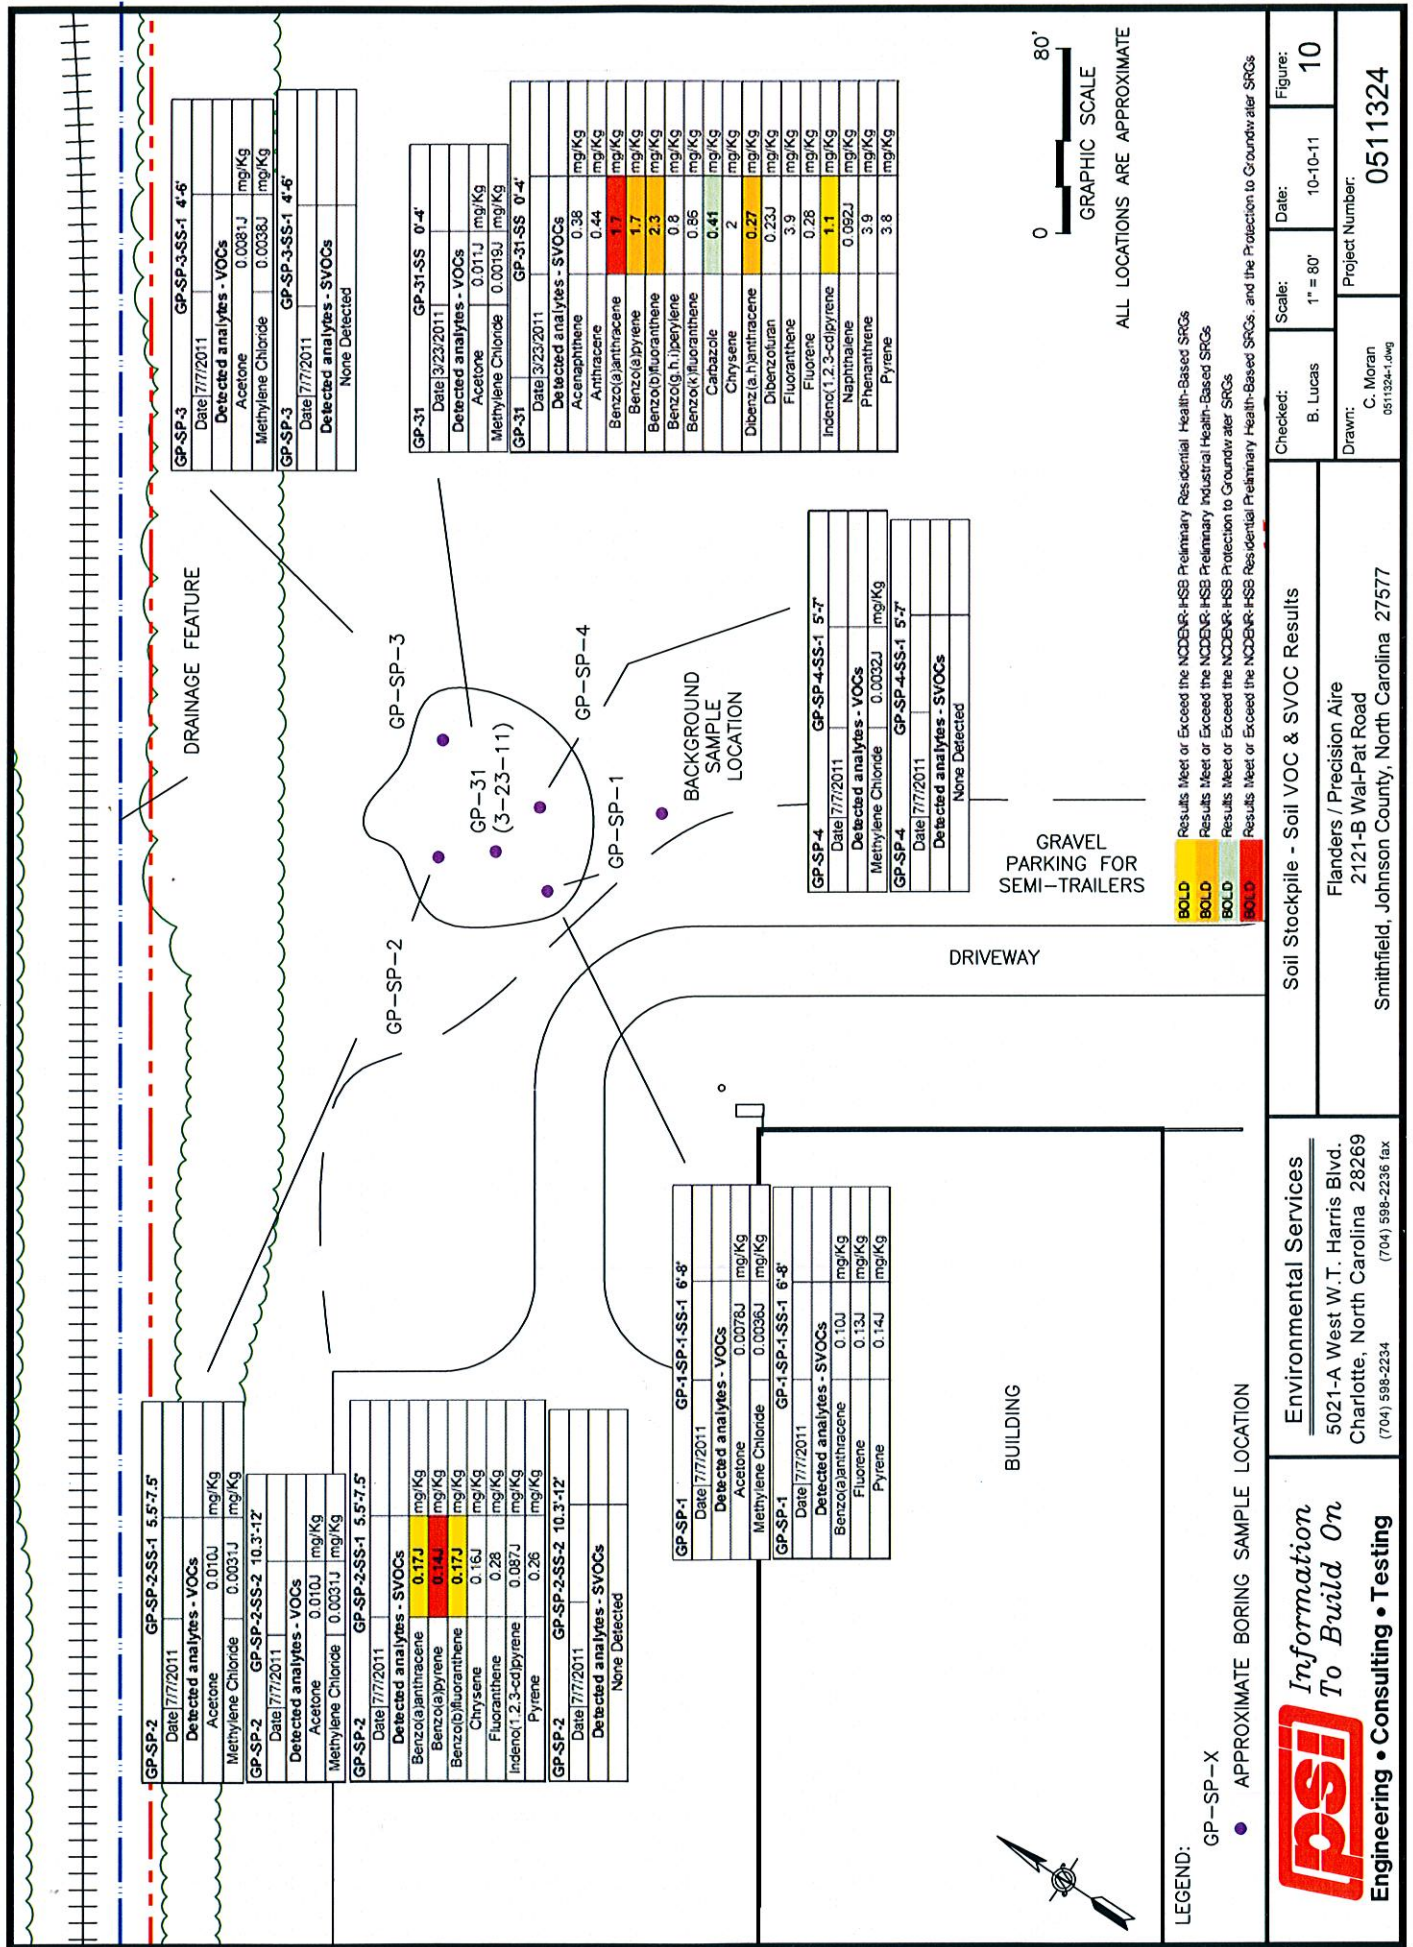 DRAINAGE FEATURE
GP-SP-2 GP-SP-2-SS-1 5.5'-7.5'
Date 7/7/2011
Detected analytes - VOCs
Acetone 0.010J mg/Kg
Methylene Chloride 0.0031J mg/Kg
GP-SP-2 GP-SP-2-SS-2 10.3'-12'
Date 7/7/2011
Detected analytes - VOCs
Acetone 0.010J mg/Kg
Methylene Chloride 0.0031J mg/Kg
GP-SP-2 GP-SP-2-SS-1 5.5'-7.5'
Date 7/7/2011
Detected analytes - SVOCs
Benzo(a)anthracene 0.17J mg/Kg
Benzo(a)pyrene 0.14J mg/Kg
Benzo(b)fluoranthene 0.17J mg/Kg
Chrysene 0.16J mg/Kg
Fluoranthene 0.28 mg/Kg
Indeno(1,2,3-cd)pyrene 0.087J mg/Kg
Pyrene 0.26 mg/Kg
GP-SP-2 GP-SP-2-SS-2 10.3'-12'
Date 7/7/2011
Detected analytes - SVOCs
None Detected
GP-SP-3 GP-SP-3-SS-1 4'-6'
Date 7/7/2011
Detected analytes - VOCs
Acetone 0.0081J mg/Kg
Methylene Chloride 0.0038J mg/Kg
GP-SP-3 GP-SP-3-SS-1 4'-6'
Date 7/7/2011
Detected analytes - SVOCs
None Detected
GP-31 GP-31-SS 0'-4'
Date 3/23/2011
Detected analytes - VOCs
Acetone 0.011J mg/Kg
Methylene Chloride 0.0019J mg/Kg
GP-31 GP-31-SS 0'-4'
Date 3/23/2011
Detected analytes - SVOCs
Acenaphthene 0.38 mg/Kg
Anthracene 0.44 mg/Kg
Benzo(a)anthracene 1.7 mg/Kg
Benzo(a)pyrene 1.7 mg/Kg
Benzo(b)fluoranthene 2.3 mg/Kg
Benzo(g,h,i)perylene 0.8 mg/Kg
Benzo(k)fluoranthene 0.86 mg/Kg
Carbazole 0.41 mg/Kg
Chrysene 2 mg/Kg
Dibenz(a,h)anthracene 0.27 mg/Kg
Dibenzofuran 0.23J mg/Kg
Fluoranthene 3.9 mg/Kg
Fluorene 0.28 mg/Kg
Indeno(1,2,3-cd)pyrene 1.1 mg/Kg
Naphthalene 0.092J mg/Kg
Phenanthrene 3.9 mg/Kg
Pyrene 3.8 mg/Kg
GP-SP-2
GP-SP-3
GP-31
(3-23-11)
GP-SP-4
GP-SP-1
BACKGROUND
SAMPLE
LOCATION
GP-SP-1 GP-1-SP-1-SS-1 6'-8'
Date 7/7/2011
Detected analytes - VOCs
Acetone 0.0078J mg/Kg
Methylene Chloride 0.0036J mg/Kg
GP-SP-1 GP-1-SP-1-SS-1 6'-8'
Date 7/7/2011
Detected analytes - SVOCs
Benzo(a)anthracene 0.10J mg/Kg
Fluorene 0.13J mg/Kg
Pyrene 0.14J mg/Kg
GP-SP-4 GP-SP-4-SS-1 5'-7'
Date 7/7/2011
Detected analytes - VOCs
Methylene Chloride 0.0032J mg/Kg
GP-SP-4 GP-SP-4-SS-1 5'-7'
Date 7/7/2011
Detected analytes - SVOCs
None Detected
BUILDING
DRIVEWAY
GRAVEL
PARKING FOR
SEMI-TRAILERS
0 80'
GRAPHIC SCALE
ALL LOCATIONS ARE APPROXIMATE
N
LEGEND:
GP-SP-X
APPROXIMATE BORING SAMPLE LOCATION
BOLD Results Meet or Exceed the NCDENR-IHSB Preliminary Residential Health-Based SRGs
BOLD Results Meet or Exceed the NCDENR-IHSB Preliminary Industrial Health-Based SRGs
BOLD Results Meet or Exceed the NCDENR-IHSB Protection to Groundwater SRGs
BOLD Results Meet or Exceed the NCDENR-IHSB Residential Preliminary Health-Based SRGs, and the Protection to Groundwater SRGs
psi
Information
To Build On
Engineering • Consulting • Testing
Environmental Services
5021-A West W.T. Harris Blvd.
Charlotte, North Carolina 28269
(704) 598-2234 (704) 598-2236 fax
Soil Stockpile - Soil VOC & SVOC Results
Flanders / Precision Aire
2121-B Wal-Pat Road
Smithfield, Johnson County, North Carolina 27577
Checked:
B. Lucas
Scale:
1" = 80'
Date:
10-10-11
Figure:
10
Drawn:
C. Moran
0511324-1.dwg
Project Number:
0511324